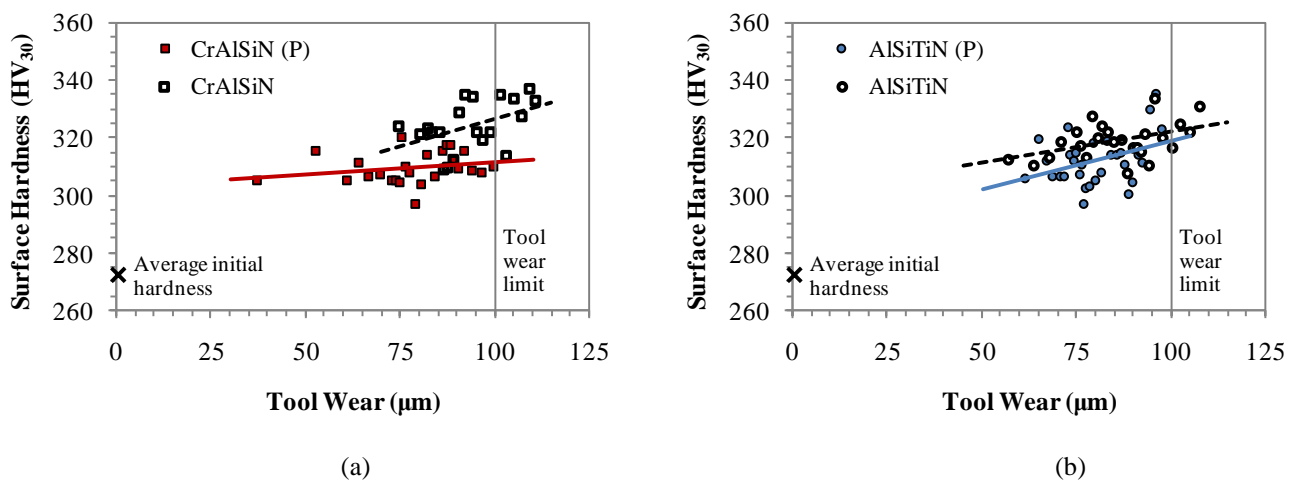 Surface Hardness (HV30)
360
340
320
300
280
260
CrAlSiN (P)
CrAlSiN
Average initial
hardness
Tool
wear
limit
0
25
50
75
100
125
Tool Wear (µm)
(a)
Surface Hardness (HV30)
360
340
320
300
280
260
AlSiTiN (P)
AlSiTiN
Average initial
hardness
Tool
wear
limit
0
25
50
75
100
125
Tool Wear (µm)
(b)